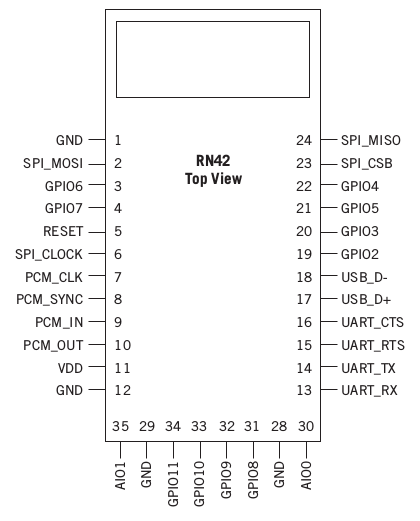 RN42
Top View
GND 1 24 SPI_MISO
SPI_MOSI 2 23 SPI_CSB
GPIO6 3 22 GPIO4
GPIO7 4 21 GPIO5
RESET 5 20 GPIO3
SPI_CLOCK 6 19 GPIO2
PCM_CLK 7 18 USB_D-
PCM_SYNC 8 17 USB_D+
PCM_IN 9 16 UART_CTS
PCM_OUT 10 15 UART_RTS
VDD 11 14 UART_TX
GND 12 13 UART_RX
35 29 34 33 32 31 28 30
AIO1 GND GPIO11 GPIO10 GPIO9 GPIO8 GND AIO0